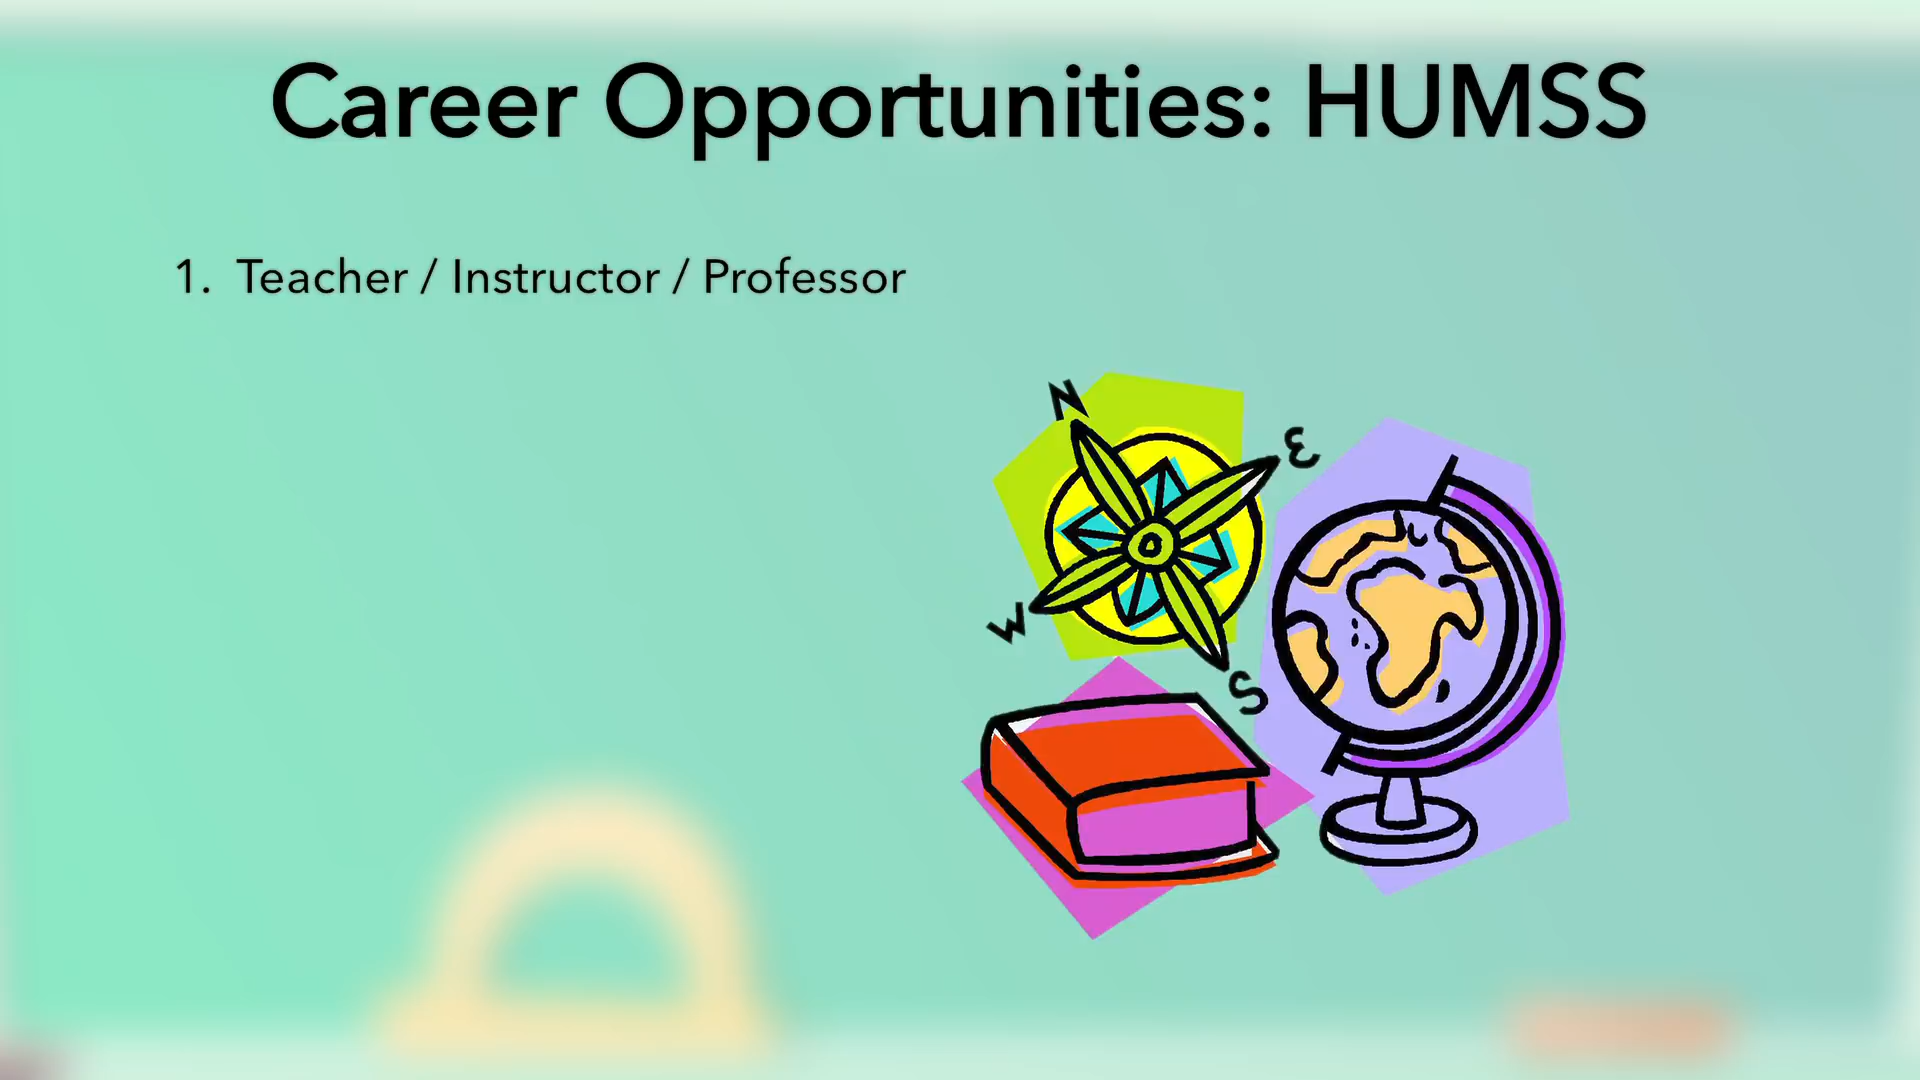 Career Opportunities: HUMSS
1. Teacher / Instructor / Professor
N
E
W
S